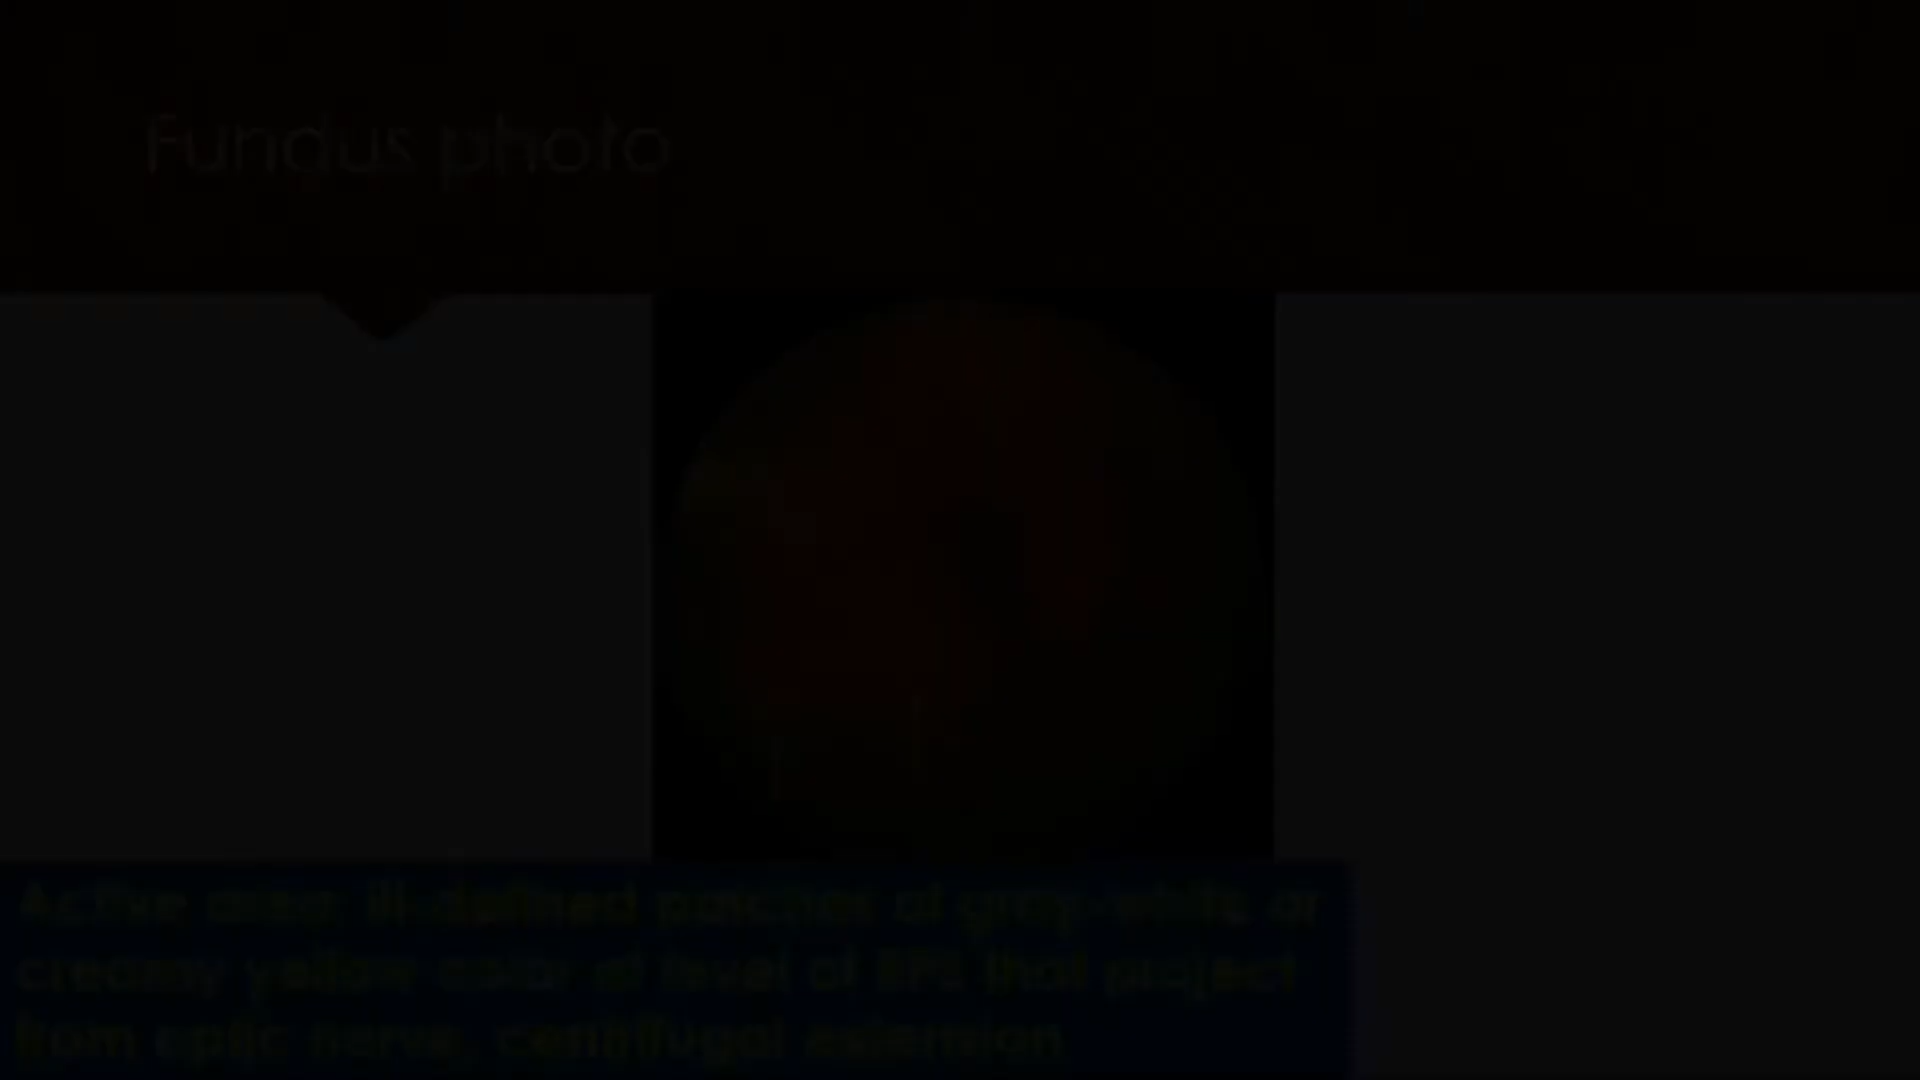 Fundus photo
Active area: ill-defined patches of gray-white or
creamy yellow color at level of RPE that project
from optic nerve, centrifugal extension